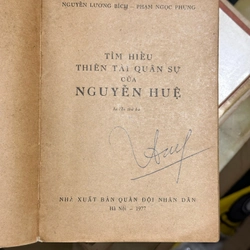 NGUYỄN LƯƠNG BÍCH — PHẠM NGỌC PHỤNG
TÌM HIỂU
THIÊN TÀI QUÂN SỰ
CỦA
NGUYỄN HUỆ
NHÀ XUẤT BẢN QUÂN ĐỘI NHÂN DÂN
Hà Nội — 1977